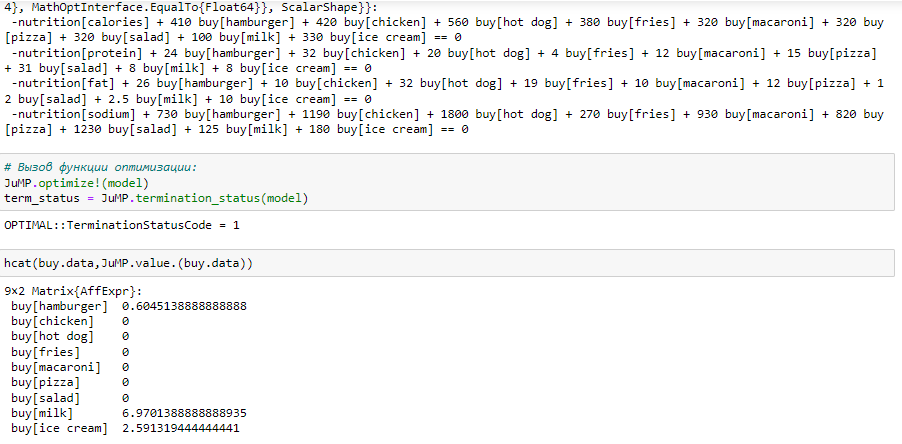 4}, MathOptInterface.EqualTo{Float64}}, ScalarShape}}:
 -nutrition[calories] + 410 buy[hamburger] + 420 buy[chicken] + 560 buy[hot dog] + 380 buy[fries] + 320 buy[macaroni] + 320 buy
[pizza] + 320 buy[salad] + 100 buy[milk] + 330 buy[ice cream] == 0
 -nutrition[protein] + 24 buy[hamburger] + 32 buy[chicken] + 20 buy[hot dog] + 4 buy[fries] + 12 buy[macaroni] + 15 buy[pizza]
+ 31 buy[salad] + 8 buy[milk] + 8 buy[ice cream] == 0
 -nutrition[fat] + 26 buy[hamburger] + 10 buy[chicken] + 32 buy[hot dog] + 19 buy[fries] + 10 buy[macaroni] + 12 buy[pizza] + 1
2 buy[salad] + 2.5 buy[milk] + 10 buy[ice cream] == 0
 -nutrition[sodium] + 730 buy[hamburger] + 1190 buy[chicken] + 1800 buy[hot dog] + 270 buy[fries] + 930 buy[macaroni] + 820 buy
[pizza] + 1230 buy[salad] + 125 buy[milk] + 180 buy[ice cream] == 0
# Вызов функции оптимизации:
JuMP.optimize!(model)
term_status = JuMP.termination_status(model)
OPTIMAL::TerminationStatusCode = 1
hcat(buy.data,JuMP.value.(buy.data))
9×2 Matrix{AffExpr}:
 buy[hamburger]  0.6045138888888888
 buy[chicken]    0
 buy[hot dog]    0
 buy[fries]      0
 buy[macaroni]   0
 buy[pizza]      0
 buy[salad]      0
 buy[milk]       6.9701388888888935
 buy[ice cream]  2.591319444444441